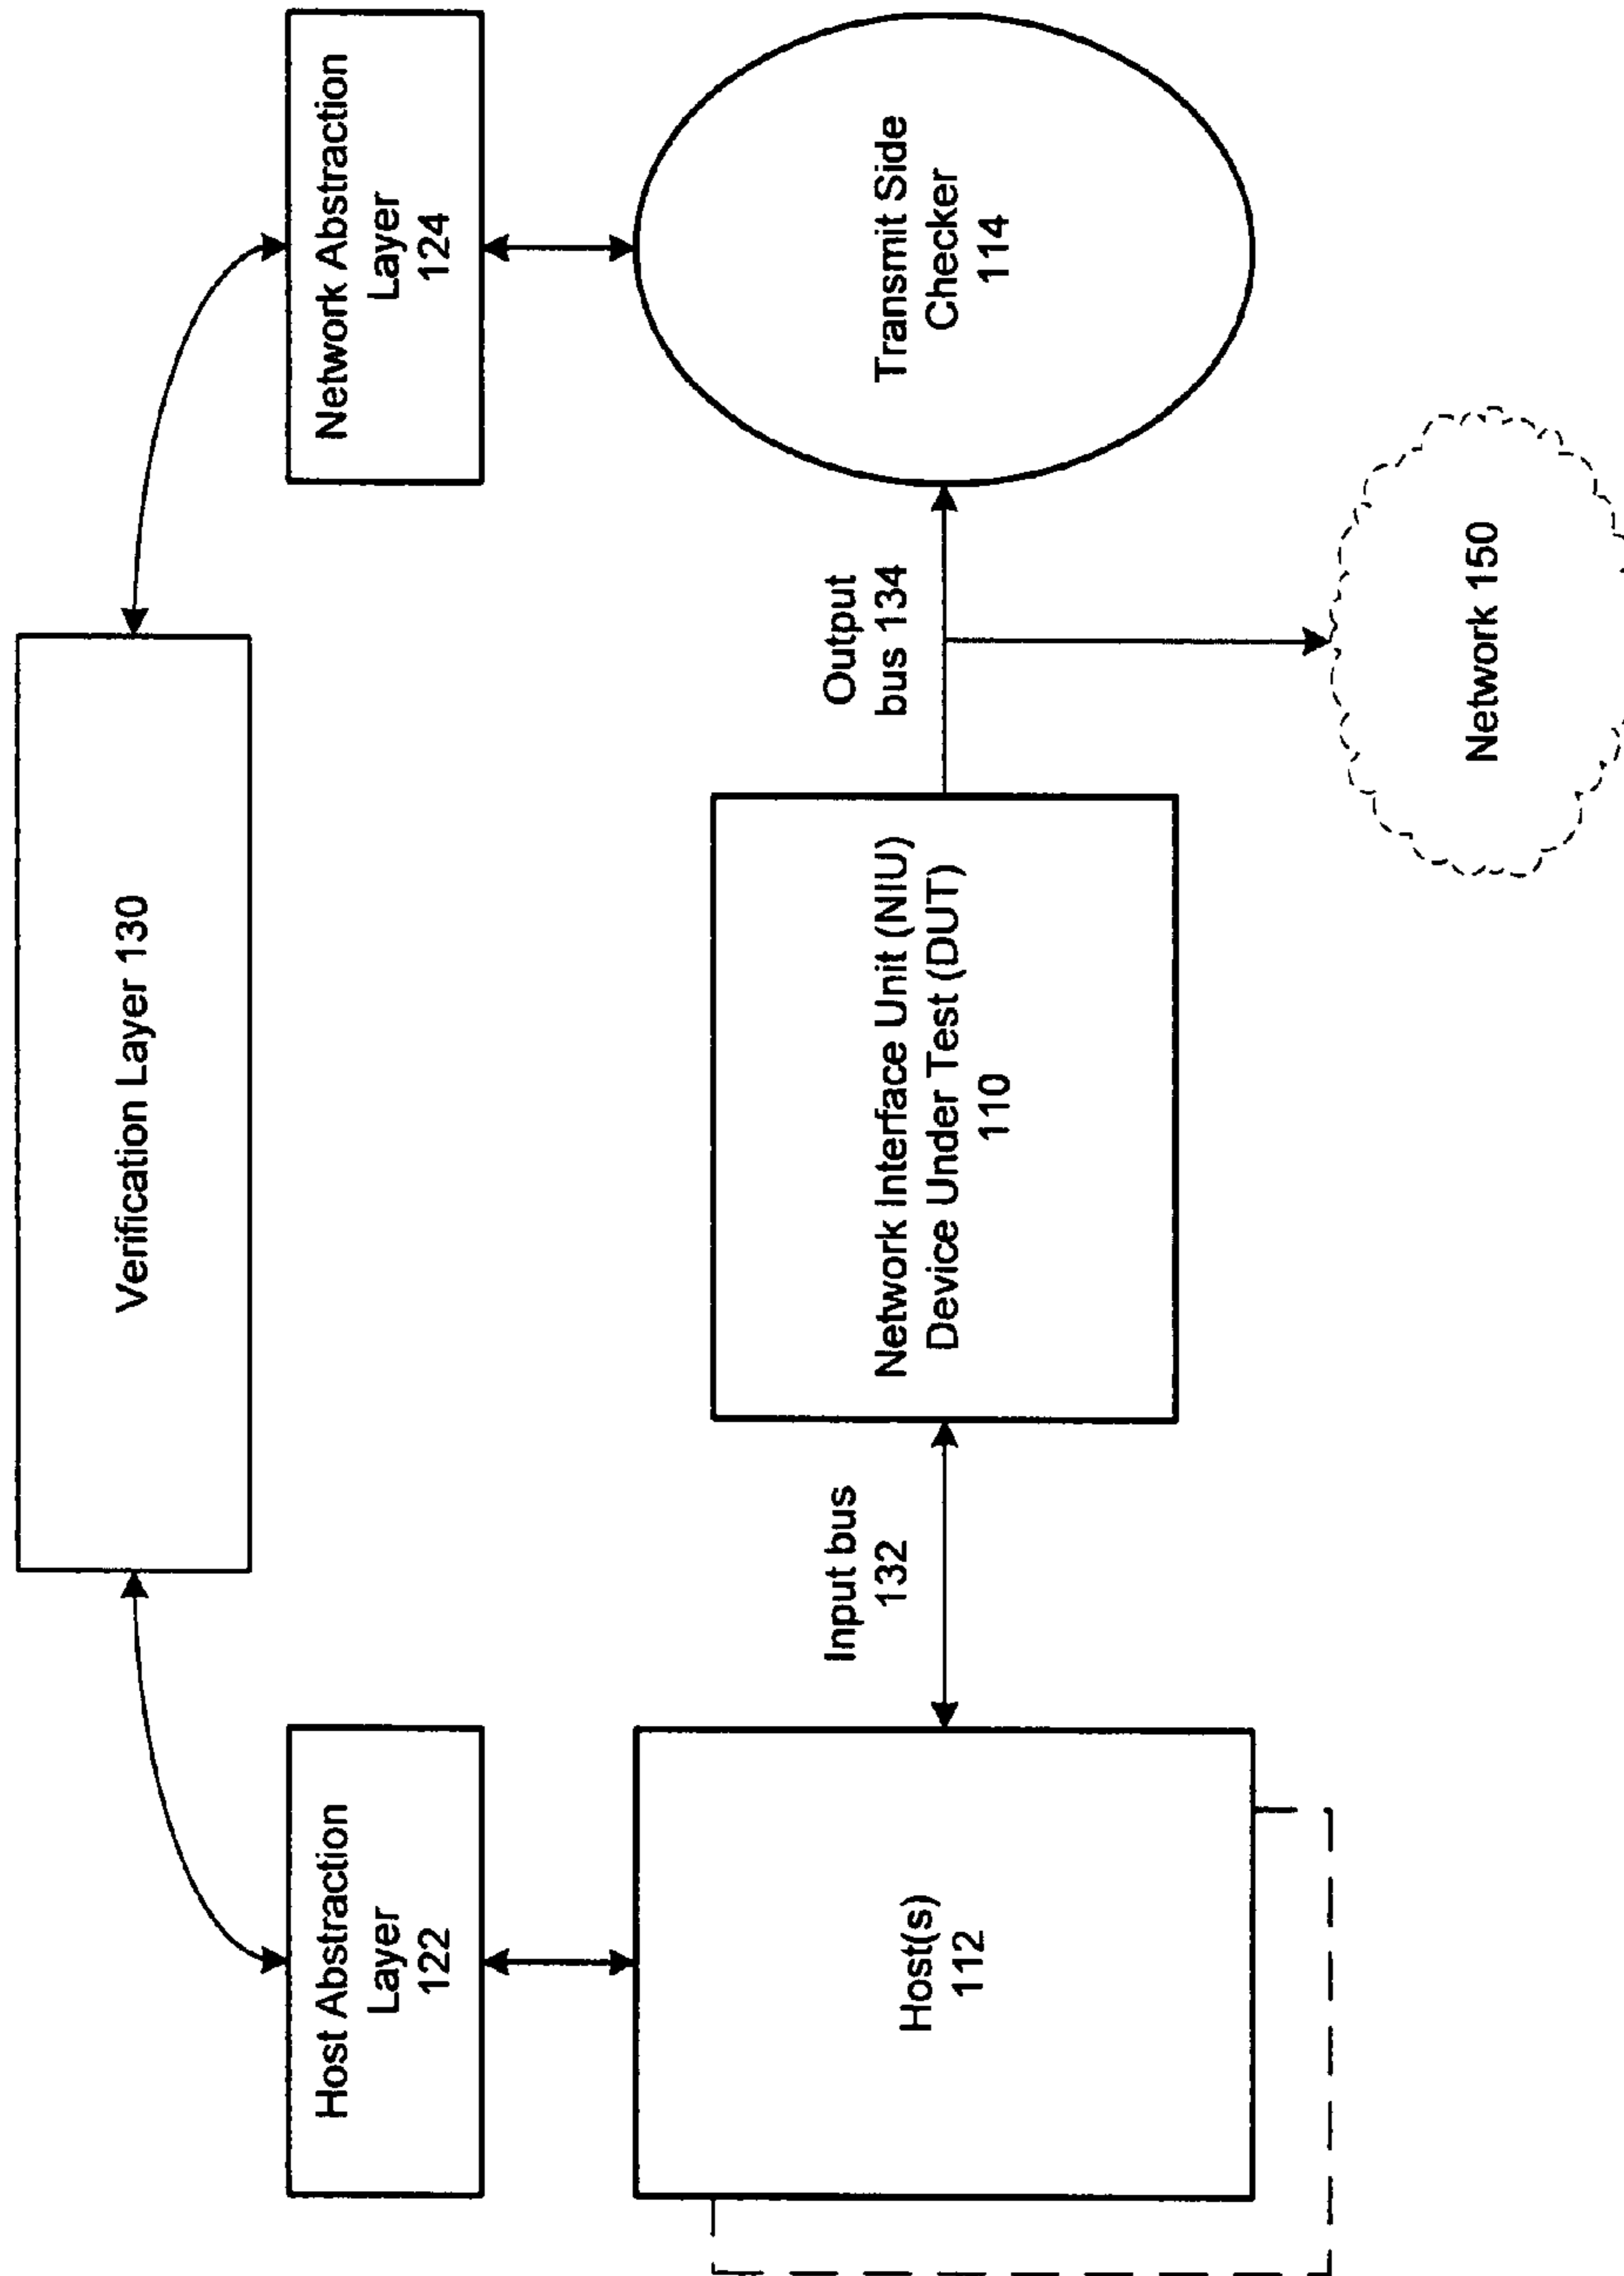 Verification Layer 130
Host Abstraction
Layer
122
Network Abstraction
Layer
124
Host(s)
112
Input bus
132
Network Interface Unit (NIU)
Device Under Test (DUT)
110
Output
bus 134
Transmit Side
Checker
114
Network 150